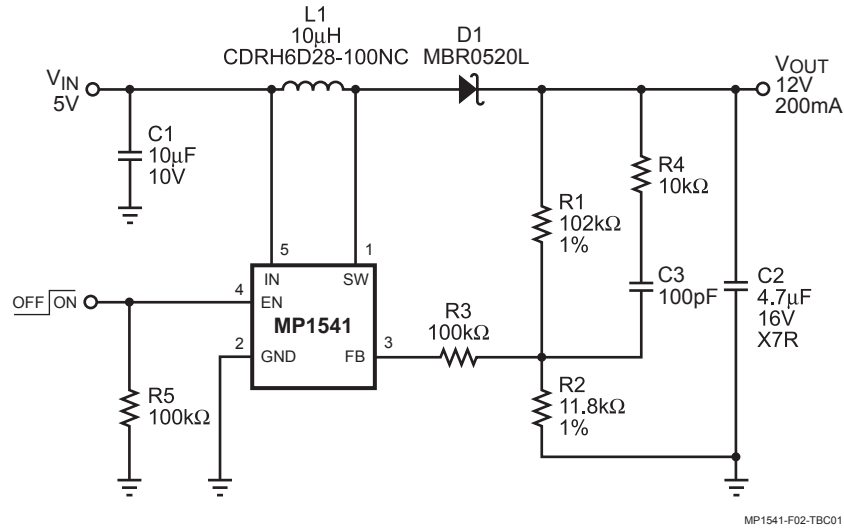 L1
10μH
CDRH6D28-100NC
D1
MBR0520L
VIN
5V
VOUT
12V
200mA
C1
10μF
10V
R4
10kΩ
R1
102kΩ
1%
5
1
IN
SW
C3
100pF
C2
4.7μF
16V
X7R
OFF ON
4
EN
MP1541
R3
100kΩ
2
GND
FB
3
R5
100kΩ
R2
11.8kΩ
1%
MP1541-F02-TBC01